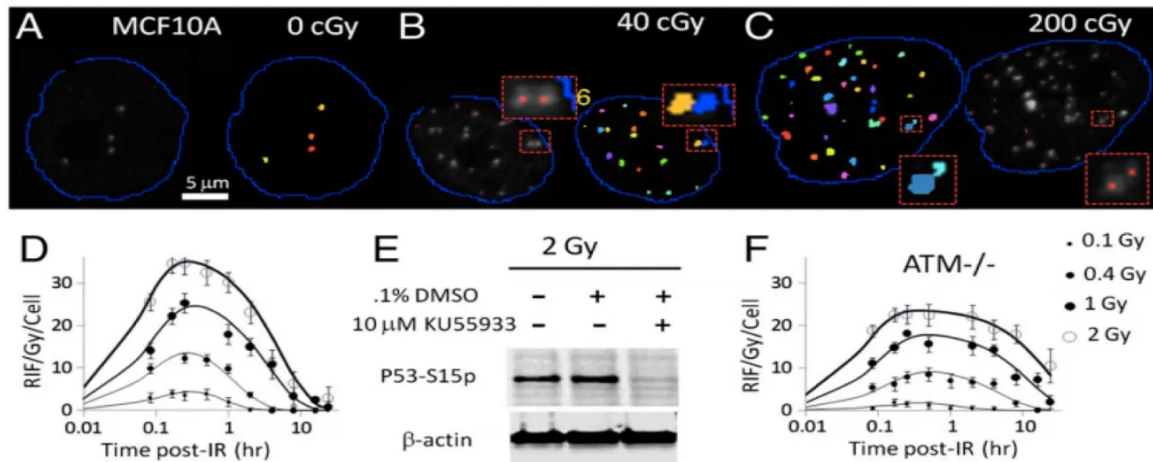 A MCF10A 0 cGy B 40 cGy C 200 cGy
6
5 μm
D
RIF/Gy/Cell
30
20
10
0
0.01 0.1 1 10
Time post-IR (hr)
E 2 Gy
.1% DMSO − + +
10 μM KU55933 − − +
P53-S15p
β-actin
F ATM-/-
RIF/Gy/Cell
30
20
10
0
0.01 0.1 1 10
Time post-IR (hr)
0.1 Gy
0.4 Gy
1 Gy
2 Gy